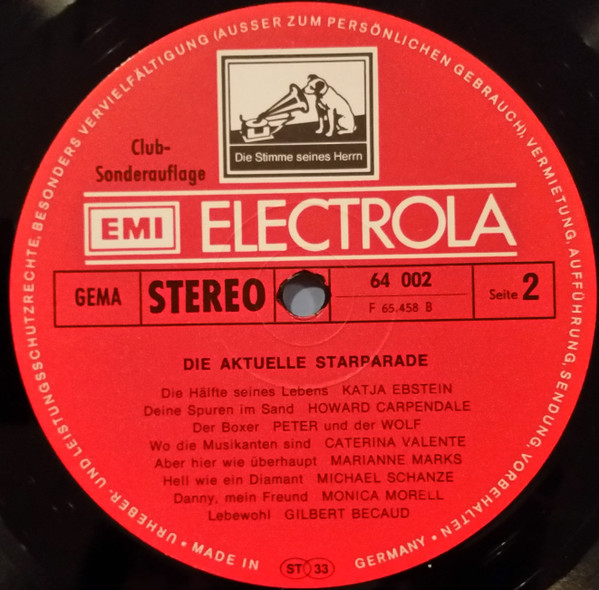 URHEBER- UND LEISTUNGSSCHUTZRECHTE, BESONDERS VERVIELFÄLTIGUNG (AUSSER ZUM PERSÖNLICHEN GEBRAUCH), VERMIETUNG, AUFFÜHRUNG, SENDUNG, VORBEHALTEN •
Die Stimme seines Herrn
Club-
Sonderauflage
EMI ELECTROLA
GEMA STEREO 64 002 Seite 2
F 65.458 B
DIE AKTUELLE STARPARADE
Die Hälfte seines Lebens KATJA EBSTEIN
Deine Spuren im Sand HOWARD CARPENDALE
Der Boxer PETER und der WOLF
Wo die Musikanten sind CATERINA VALENTE
Aber hier wie überhaupt MARIANNE MARKS
Hell wie ein Diamant MICHAEL SCHANZE
Danny, mein Freund MONICA MORELL
Lebewohl GILBERT BECAUD
• MADE IN GERMANY •
ST 33